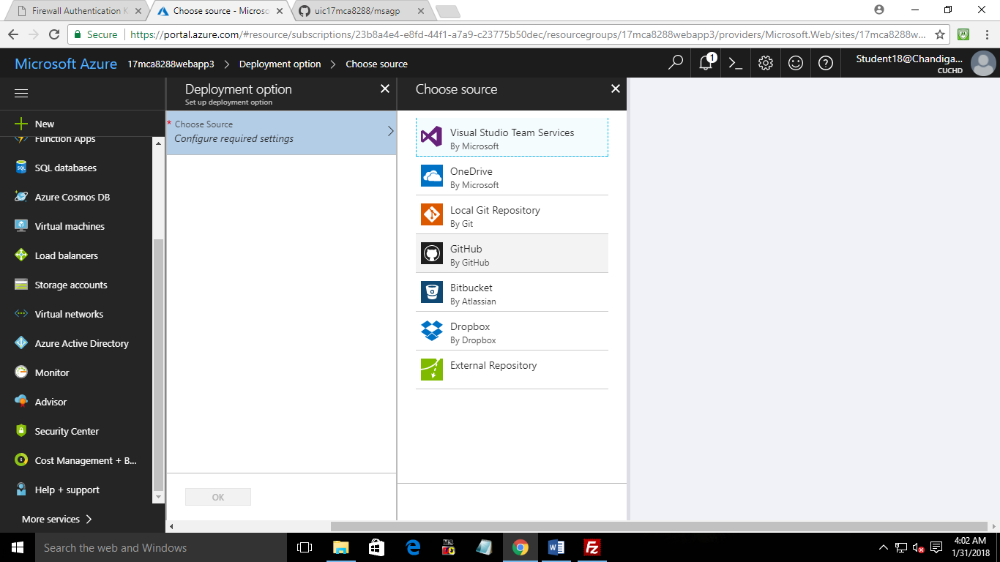 Firewall Authentication K
Choose source - Microso
uic17mca8288/msagp
Secure
https://portal.azure.com/#resource/subscriptions/23b8a4e4-e8fd-44f1-a7a9-c23775b50dec/resourcegroups/17mca8288webapp3/providers/Microsoft.Web/sites/17mca8288w...
Microsoft Azure
17mca8288webapp3
Deployment option
Choose source
1
Student18@Chandiga...
CUCHD
New
Function Apps
SQL databases
Azure Cosmos DB
Virtual machines
Load balancers
Storage accounts
Virtual networks
Azure Active Directory
Monitor
Advisor
Security Center
Cost Management + B...
Help + support
More services
Deployment option
Set up deployment option
* Choose Source
Configure required settings
OK
Choose source
Visual Studio Team Services
By Microsoft
OneDrive
By Microsoft
Local Git Repository
By Git
GitHub
By GitHub
Bitbucket
By Atlassian
Dropbox
By Dropbox
External Repository
Search the web and Windows
4:02 AM
1/31/2018